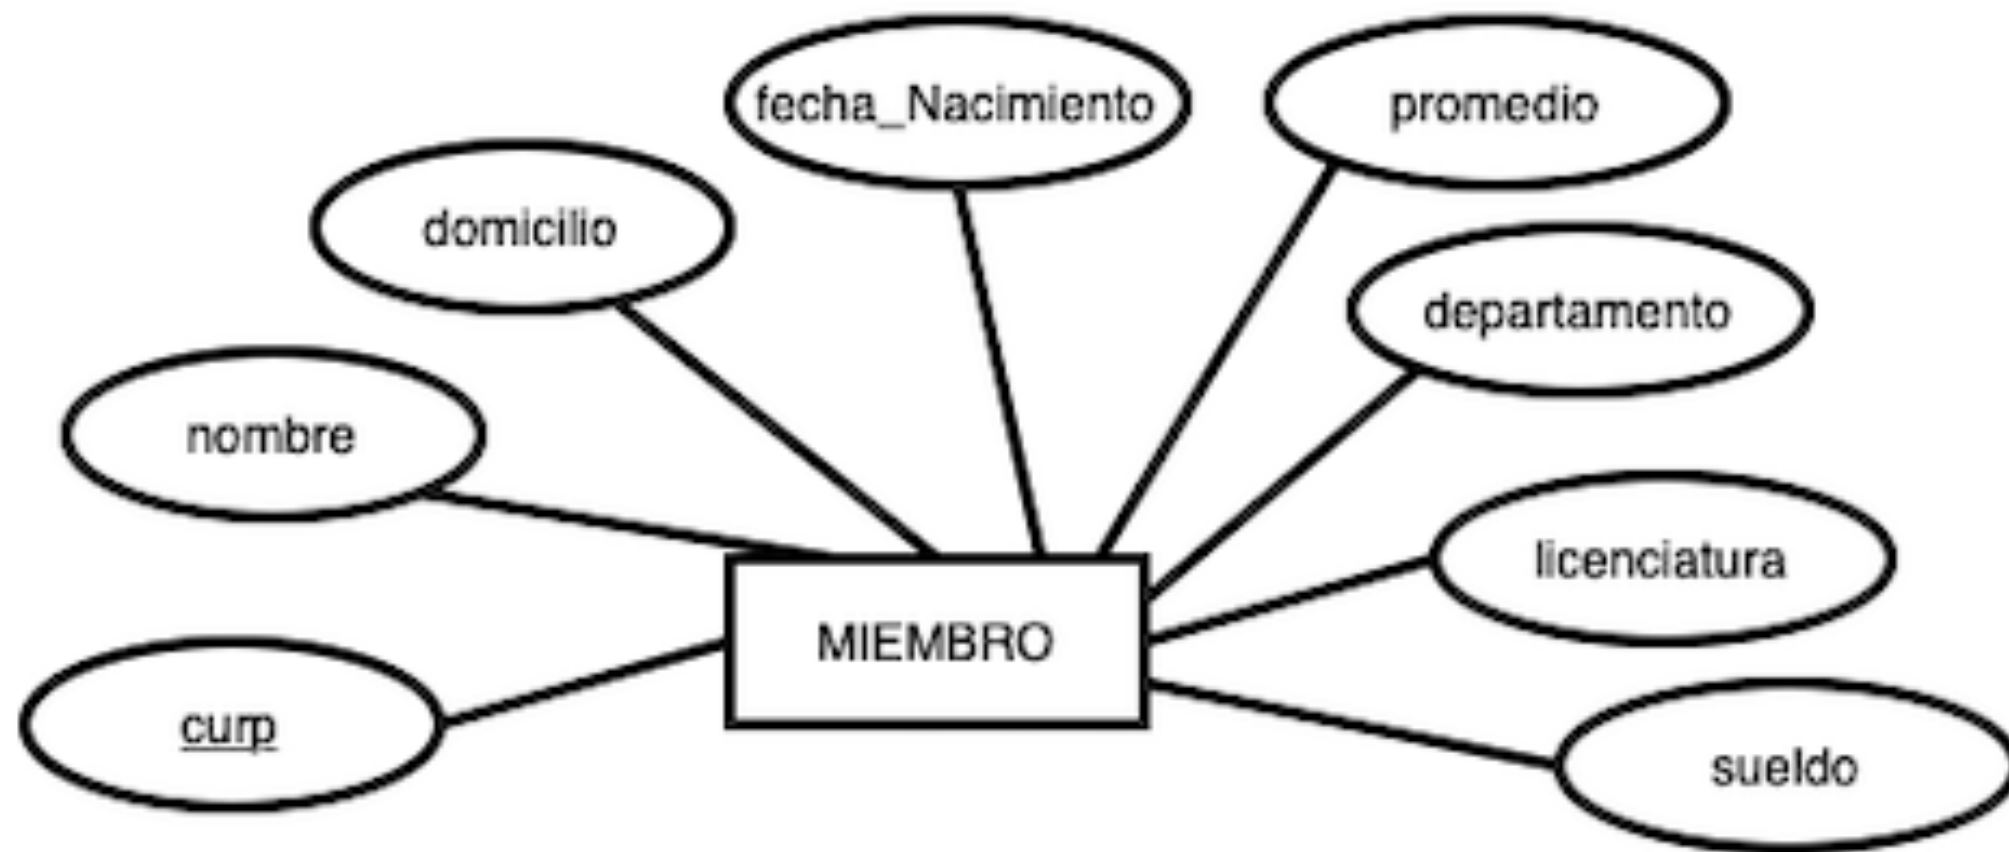 fecha_Nacimiento
promedio
domicilio
departamento
nombre
licenciatura
MIEMBRO
curp
sueldo